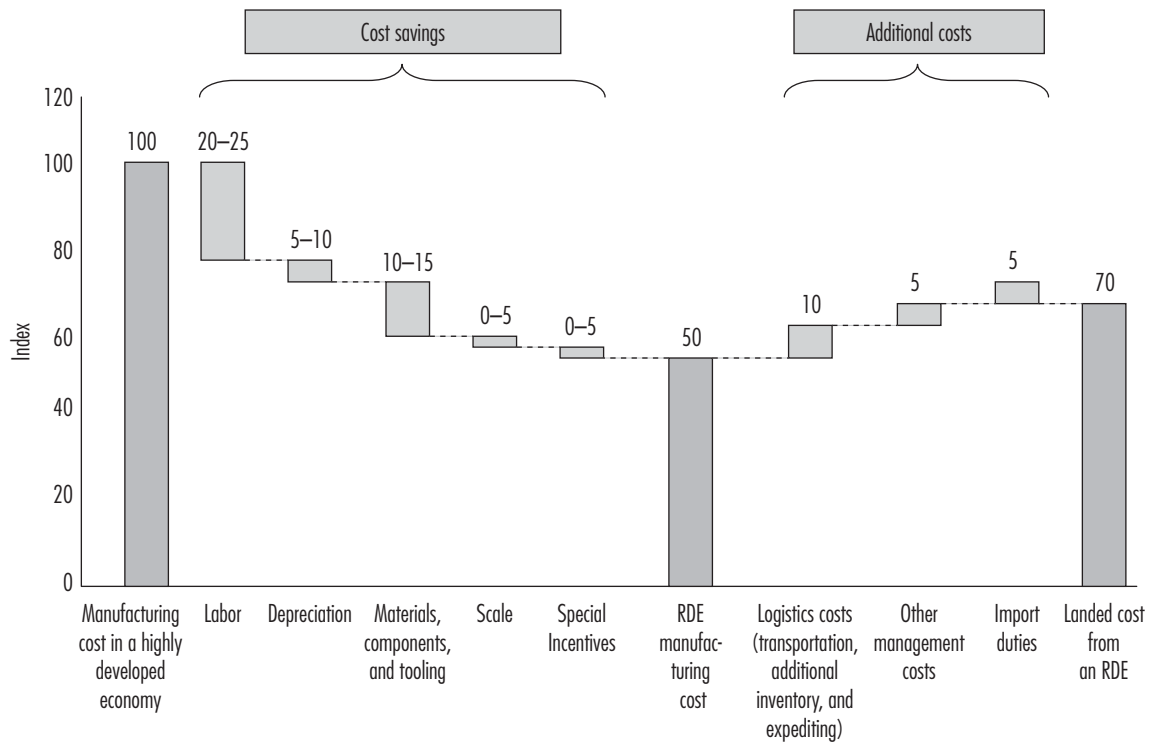 Cost savings
Additional costs
120
100
80
60
40
20
0
Index
100
20–25
5–10
10–15
0–5
0–5
50
10
5
5
70
Manufacturing
cost in a highly
developed
economy
Labor
Depreciation
Materials,
components,
and tooling
Scale
Special
Incentives
RDE
manufac-
turing
cost
Logistics costs
(transportation,
additional
inventory, and
expediting)
Other
management
costs
Import
duties
Landed cost
from
an RDE